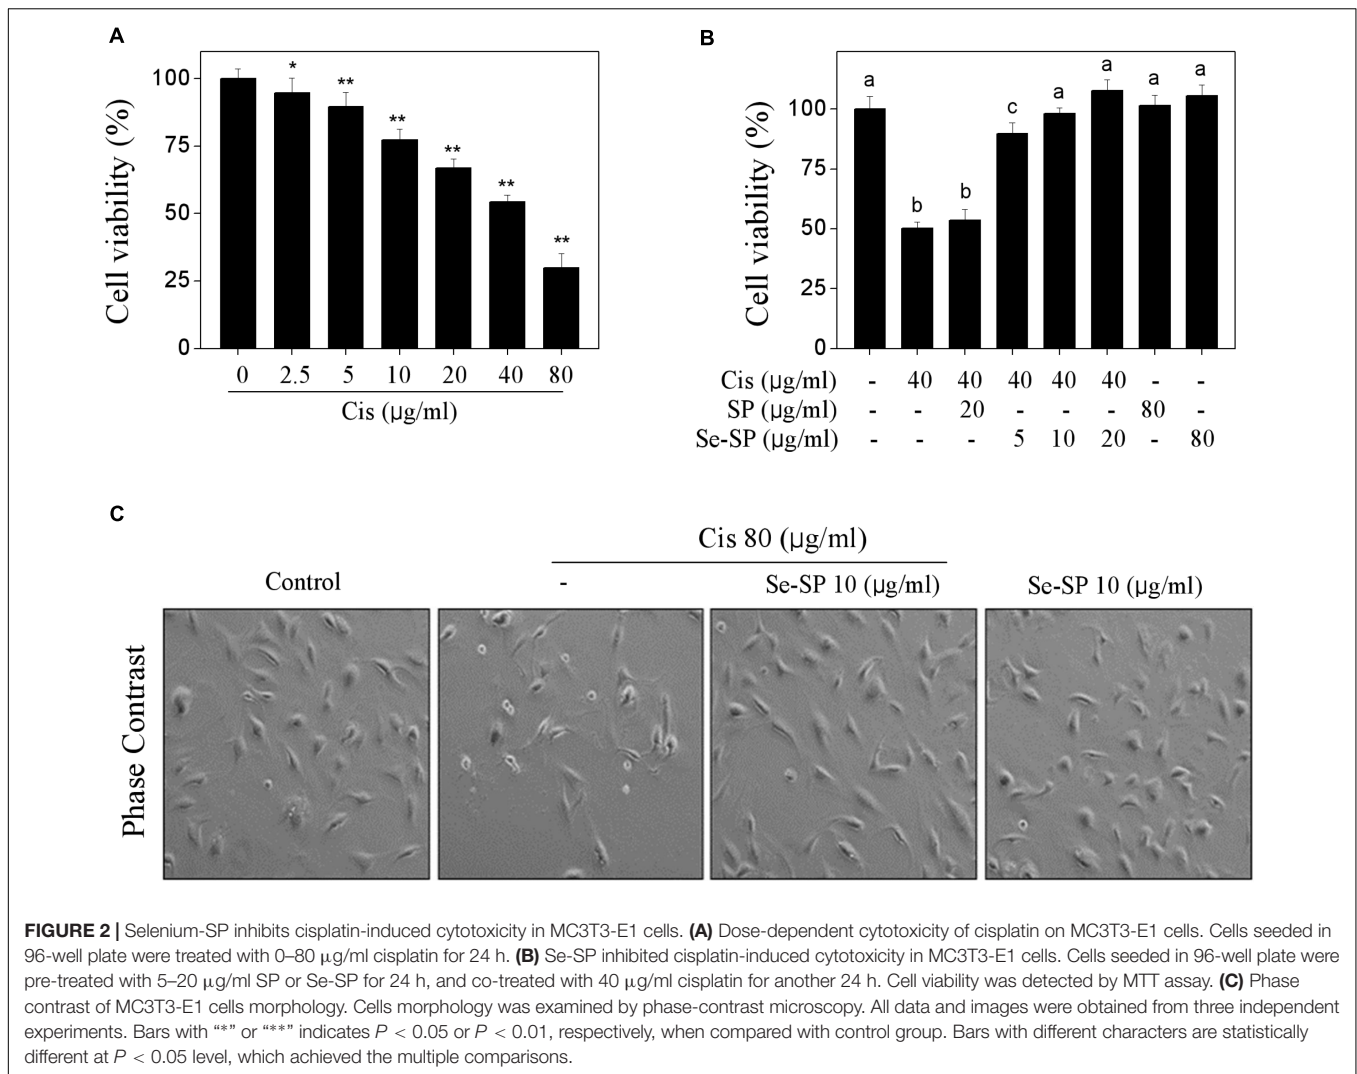 A
Cell viability (%)
100
75
50
25
0
* ** ** ** ** **
0 2.5 5 10 20 40 80
Cis (μg/ml)
B
Cell viability (%)
100
75
50
25
0
a b b c a a a a
Cis (μg/ml) - 40 40 40 40 40 - -
SP (μg/ml) - - 20 - - - 80 -
Se-SP (μg/ml) - - - 5 10 20 - 80
C
Cis 80 (μg/ml)
Control - Se-SP 10 (μg/ml) Se-SP 10 (μg/ml)
Phase Contrast
FIGURE 2 | Selenium-SP inhibits cisplatin-induced cytotoxicity in MC3T3-E1 cells. (A) Dose-dependent cytotoxicity of cisplatin on MC3T3-E1 cells. Cells seeded in
96-well plate were treated with 0–80 μg/ml cisplatin for 24 h. (B) Se-SP inhibited cisplatin-induced cytotoxicity in MC3T3-E1 cells. Cells seeded in 96-well plate were
pre-treated with 5–20 μg/ml SP or Se-SP for 24 h, and co-treated with 40 μg/ml cisplatin for another 24 h. Cell viability was detected by MTT assay. (C) Phase
contrast of MC3T3-E1 cells morphology. Cells morphology was examined by phase-contrast microscopy. All data and images were obtained from three independent
experiments. Bars with “*” or “**” indicates P < 0.05 or P < 0.01, respectively, when compared with control group. Bars with different characters are statistically
different at P < 0.05 level, which achieved the multiple comparisons.